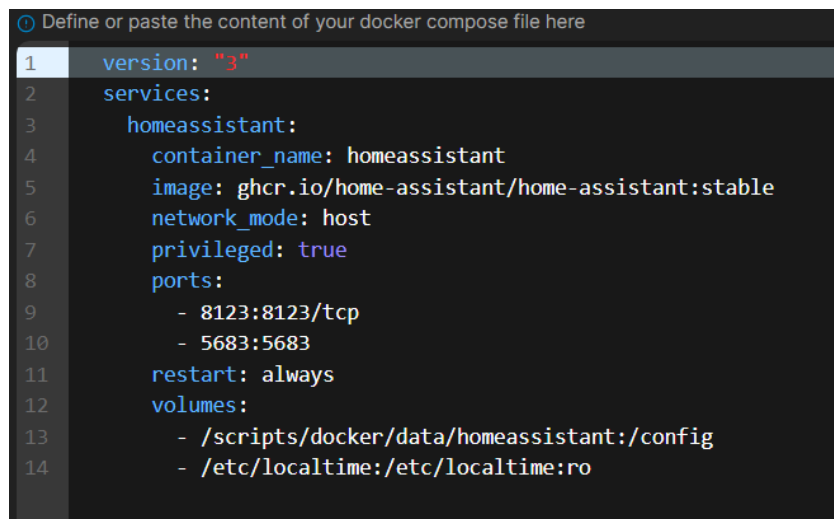 Define or paste the content of your docker compose file here
1 version: "3"
2 services:
3   homeassistant:
4     container_name: homeassistant
5     image: ghcr.io/home-assistant/home-assistant:stable
6     network_mode: host
7     privileged: true
8     ports:
9       - 8123:8123/tcp
10       - 5683:5683
11     restart: always
12     volumes:
13       - /scripts/docker/data/homeassistant:/config
14       - /etc/localtime:/etc/localtime:ro